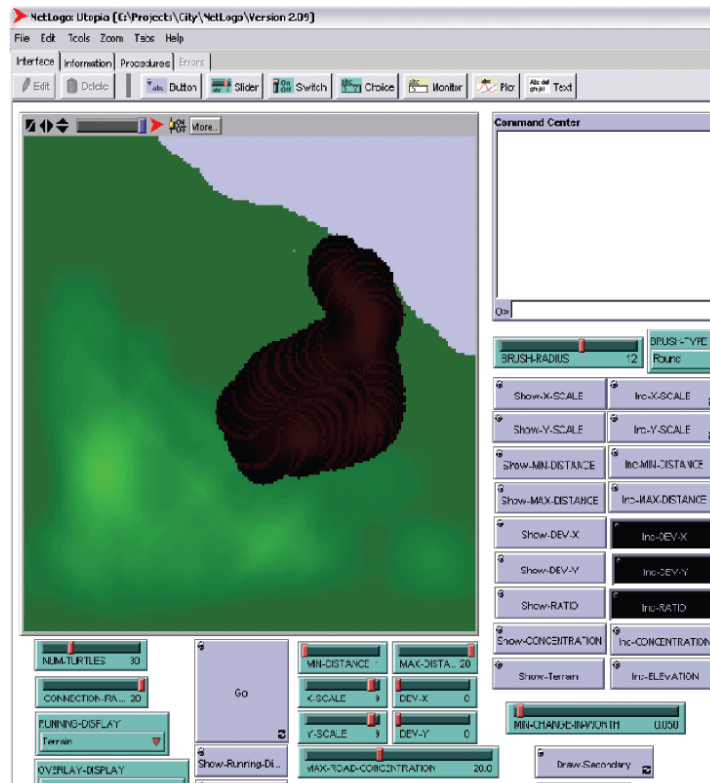 NetLogo: Utopia {C:\Projects\City\NetLogo\Version 2.09}
File Edit Tools Zoom Tabs Help
Interface Information Procedures Errors
Edit Delete Button Slider Switch Choice Monitor Plot Text
More...
Command Center
O>
BRUSH-RADIUS 12
BRUSH-TYPE
Round
Show-X-SCALE Inc-X-SCALE
Show-Y-SCALE Inc-Y-SCALE
Show-MIN-DISTANCE Inc-MIN-DISTANCE
Show-MAX-DISTANCE Inc-MAX-DISTANCE
Show-DEV-X Inc-DEV-X
Show-DEV-Y Inc-DEV-Y
Show-RATIO Inc-RATIO
Show-CONCENTRATION Inc-CONCENTRATION
Show-Terrain Inc-ELEVATION
NUM-TURTLES 30
Go
MIN-DISTANCE
MAX-DISTA... 20
CONNECTION-RA... 20
X-SCALE 9
DEV-X 0
RUNNING-DISPLAY
Terrain
Y-SCALE 9
DEV-Y 0
MIN-CHANGE-IN-WORTH 0.050
OVERLAY-DISPLAY
Show-Running-Di...
MAX-ROAD-CONCENTRATION 20.0
Draw-Secondary